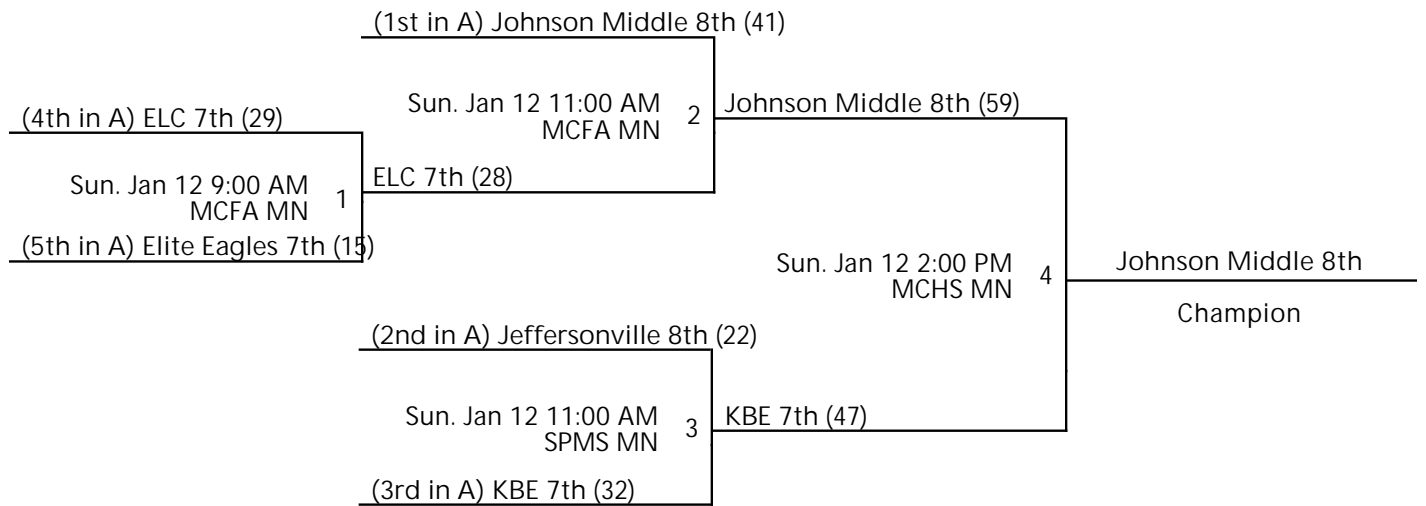 (1st in A) Johnson Middle 8th (41)
Sun. Jan 12 11:00 AM
MCFA MN
2
Johnson Middle 8th (59)
(4th in A) ELC 7th (29)
Sun. Jan 12 9:00 AM
MCFA MN
1
ELC 7th (28)
(5th in A) Elite Eagles 7th (15)
Sun. Jan 12 2:00 PM
MCHS MN
4
Johnson Middle 8th
Champion
(2nd in A) Jeffersonville 8th (22)
Sun. Jan 12 11:00 AM
SPMS MN
3
KBE 7th (47)
(3rd in A) KBE 7th (32)